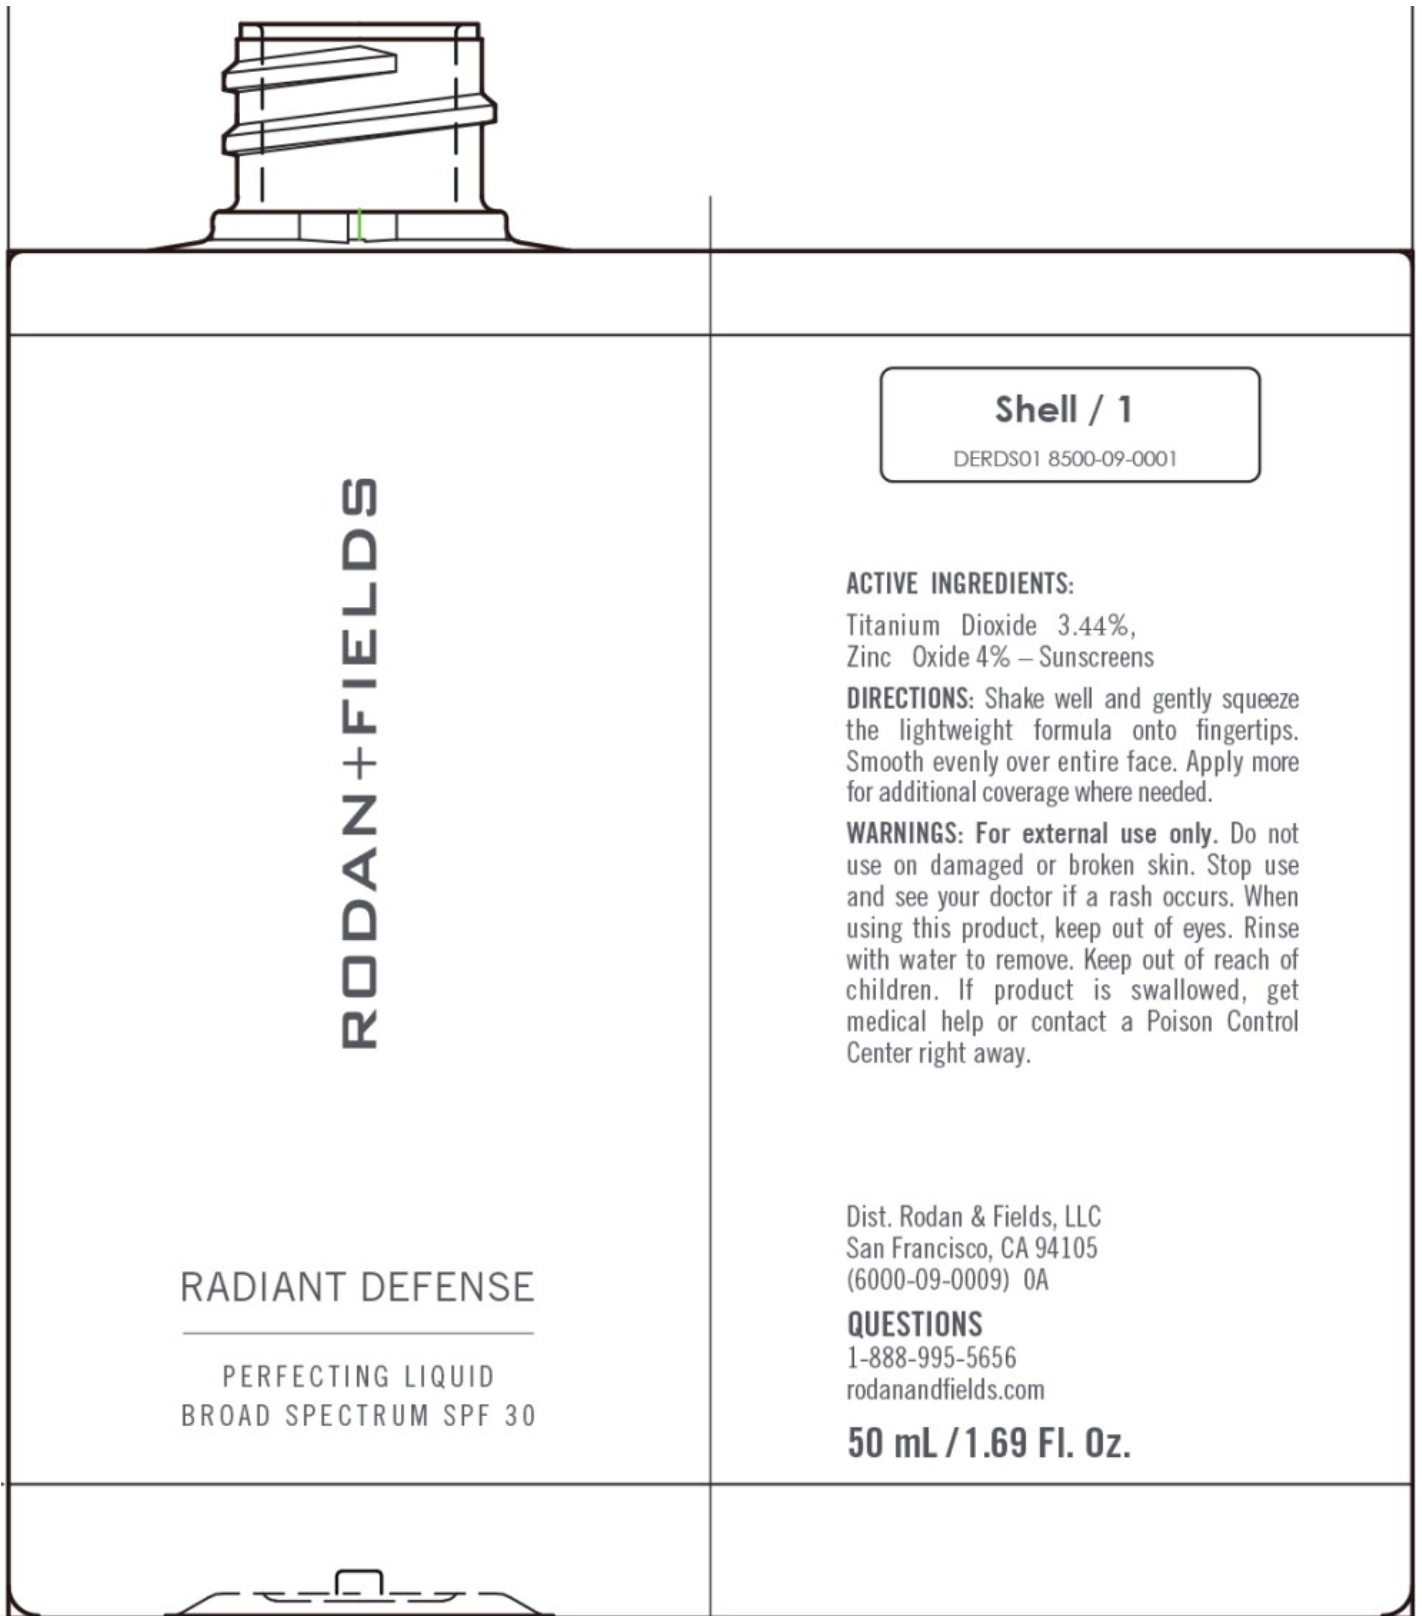 RODAN+FIELDS
RADIANT DEFENSE
PERFECTING LIQUID
BROAD SPECTRUM SPF 30
Shell / 1
DERDS01 8500-09-0001
ACTIVE INGREDIENTS:
Titanium Dioxide 3.44%,
Zinc Oxide 4% – Sunscreens
DIRECTIONS: Shake well and gently squeeze
the lightweight formula onto fingertips.
Smooth evenly over entire face. Apply more
for additional coverage where needed.
WARNINGS: For external use only. Do not
use on damaged or broken skin. Stop use
and see your doctor if a rash occurs. When
using this product, keep out of eyes. Rinse
with water to remove. Keep out of reach of
children. If product is swallowed, get
medical help or contact a Poison Control
Center right away.
Dist. Rodan & Fields, LLC
San Francisco, CA 94105
(6000-09-0009) 0A
QUESTIONS
1-888-995-5656
rodanandfields.com
50 mL / 1.69 Fl. Oz.